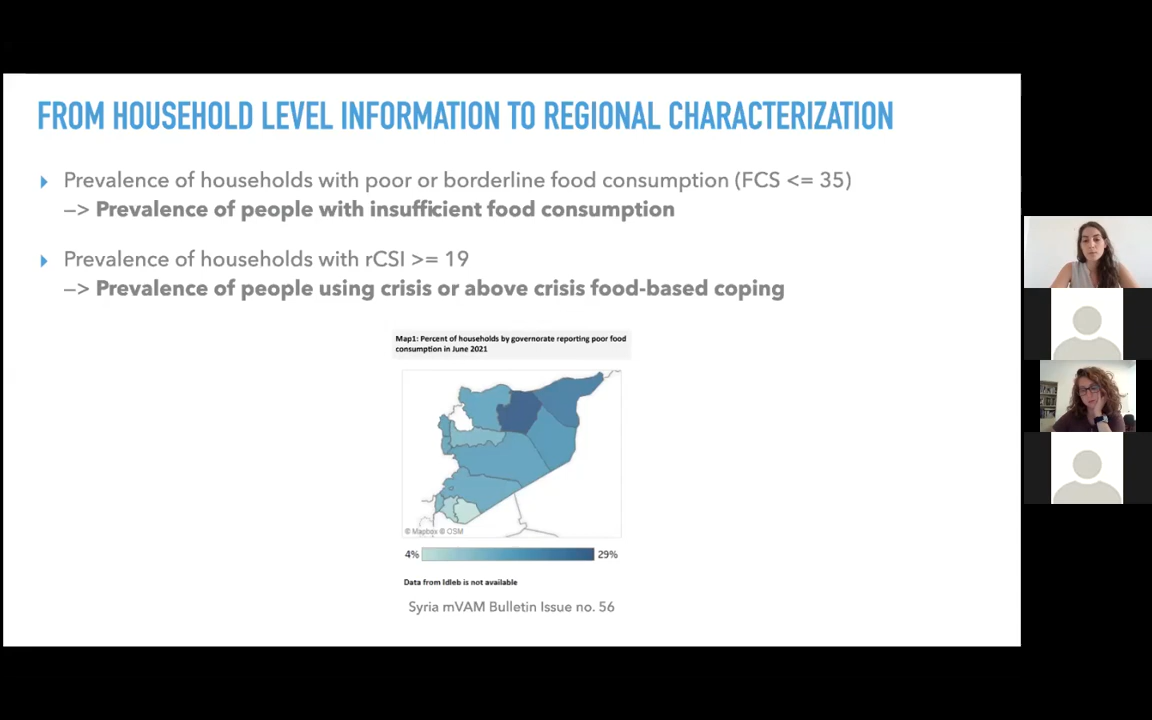 FROM HOUSEHOLD LEVEL INFORMATION TO REGIONAL CHARACTERIZATION
Prevalence of households with poor or borderline food consumption (FCS <= 35)
—> Prevalence of people with insufficient food consumption
Prevalence of households with rCSI >= 19
—> Prevalence of people using crisis or above crisis food-based coping
Map1: Percent of households by governorate reporting poor food
consumption in June 2021
© Mapbox © OSM
4% 29%
Data from Idleb is not available
Syria mVAM Bulletin Issue no. 56